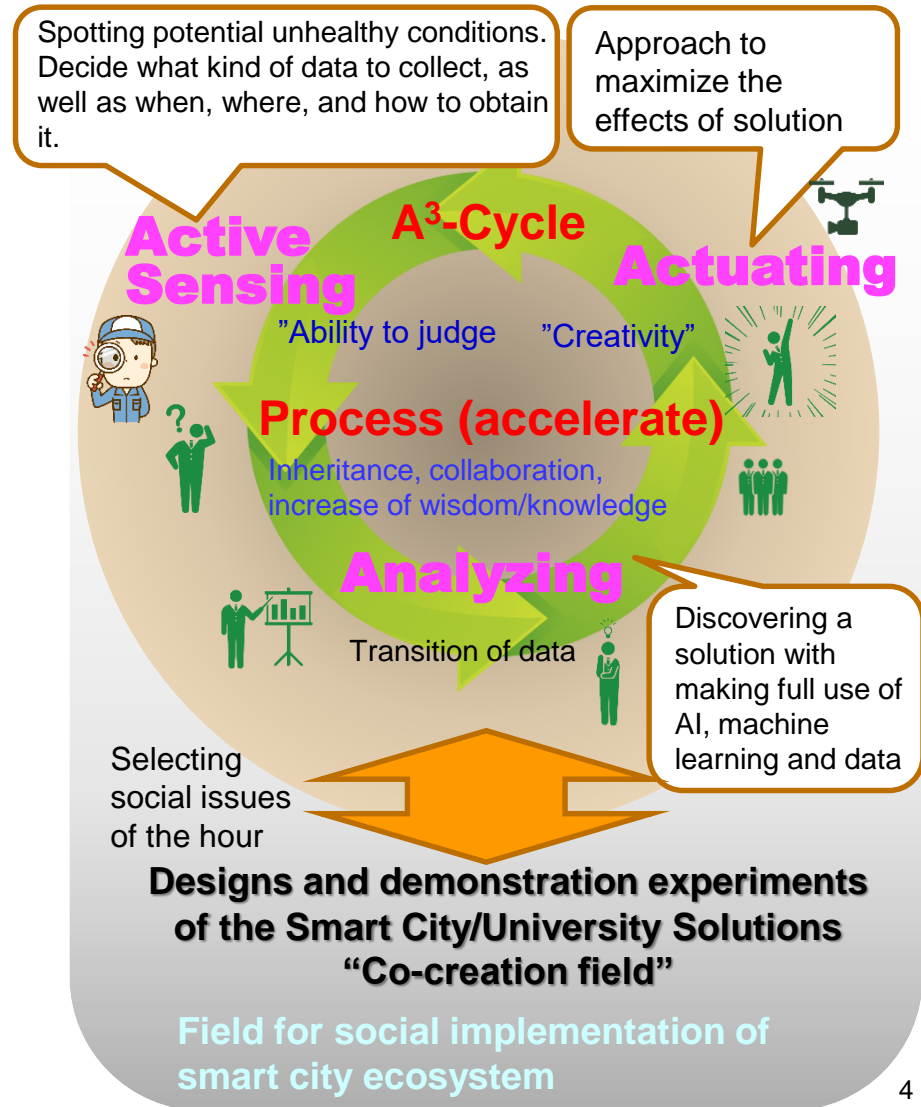 Spotting potential unhealthy conditions.
Decide what kind of data to collect, as
well as when, where, and how to obtain
it.
Approach to
maximize the
effects of solution
A³-Cycle
Active
Sensing
Actuating
”Ability to judge
”Creativity”
Process (accelerate)
Inheritance, collaboration,
increase of wisdom/knowledge
?
Analyzing
Transition of data
Discovering a
solution with
making full use of
AI, machine
learning and data
Selecting
social issues
of the hour
Designs and demonstration experiments
of the Smart City/University Solutions
“Co-creation field”
Field for social implementation of
smart city ecosystem
4